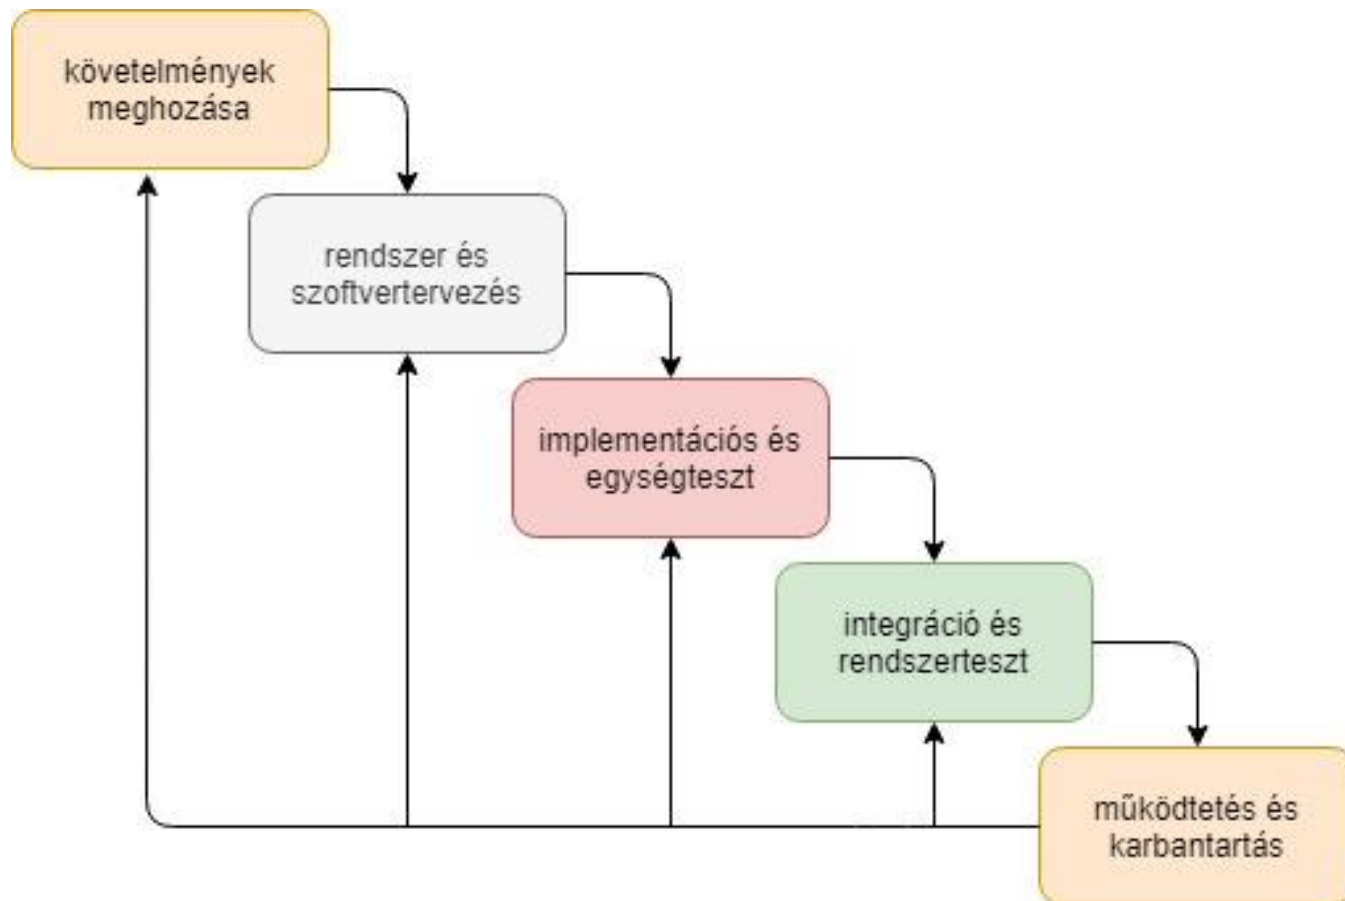 követelmények
meghozása
rendszer és
szoftvertervezés
implementációs és
egységteszt
integráció és
rendszerteszt
működtetés és
karbantartás